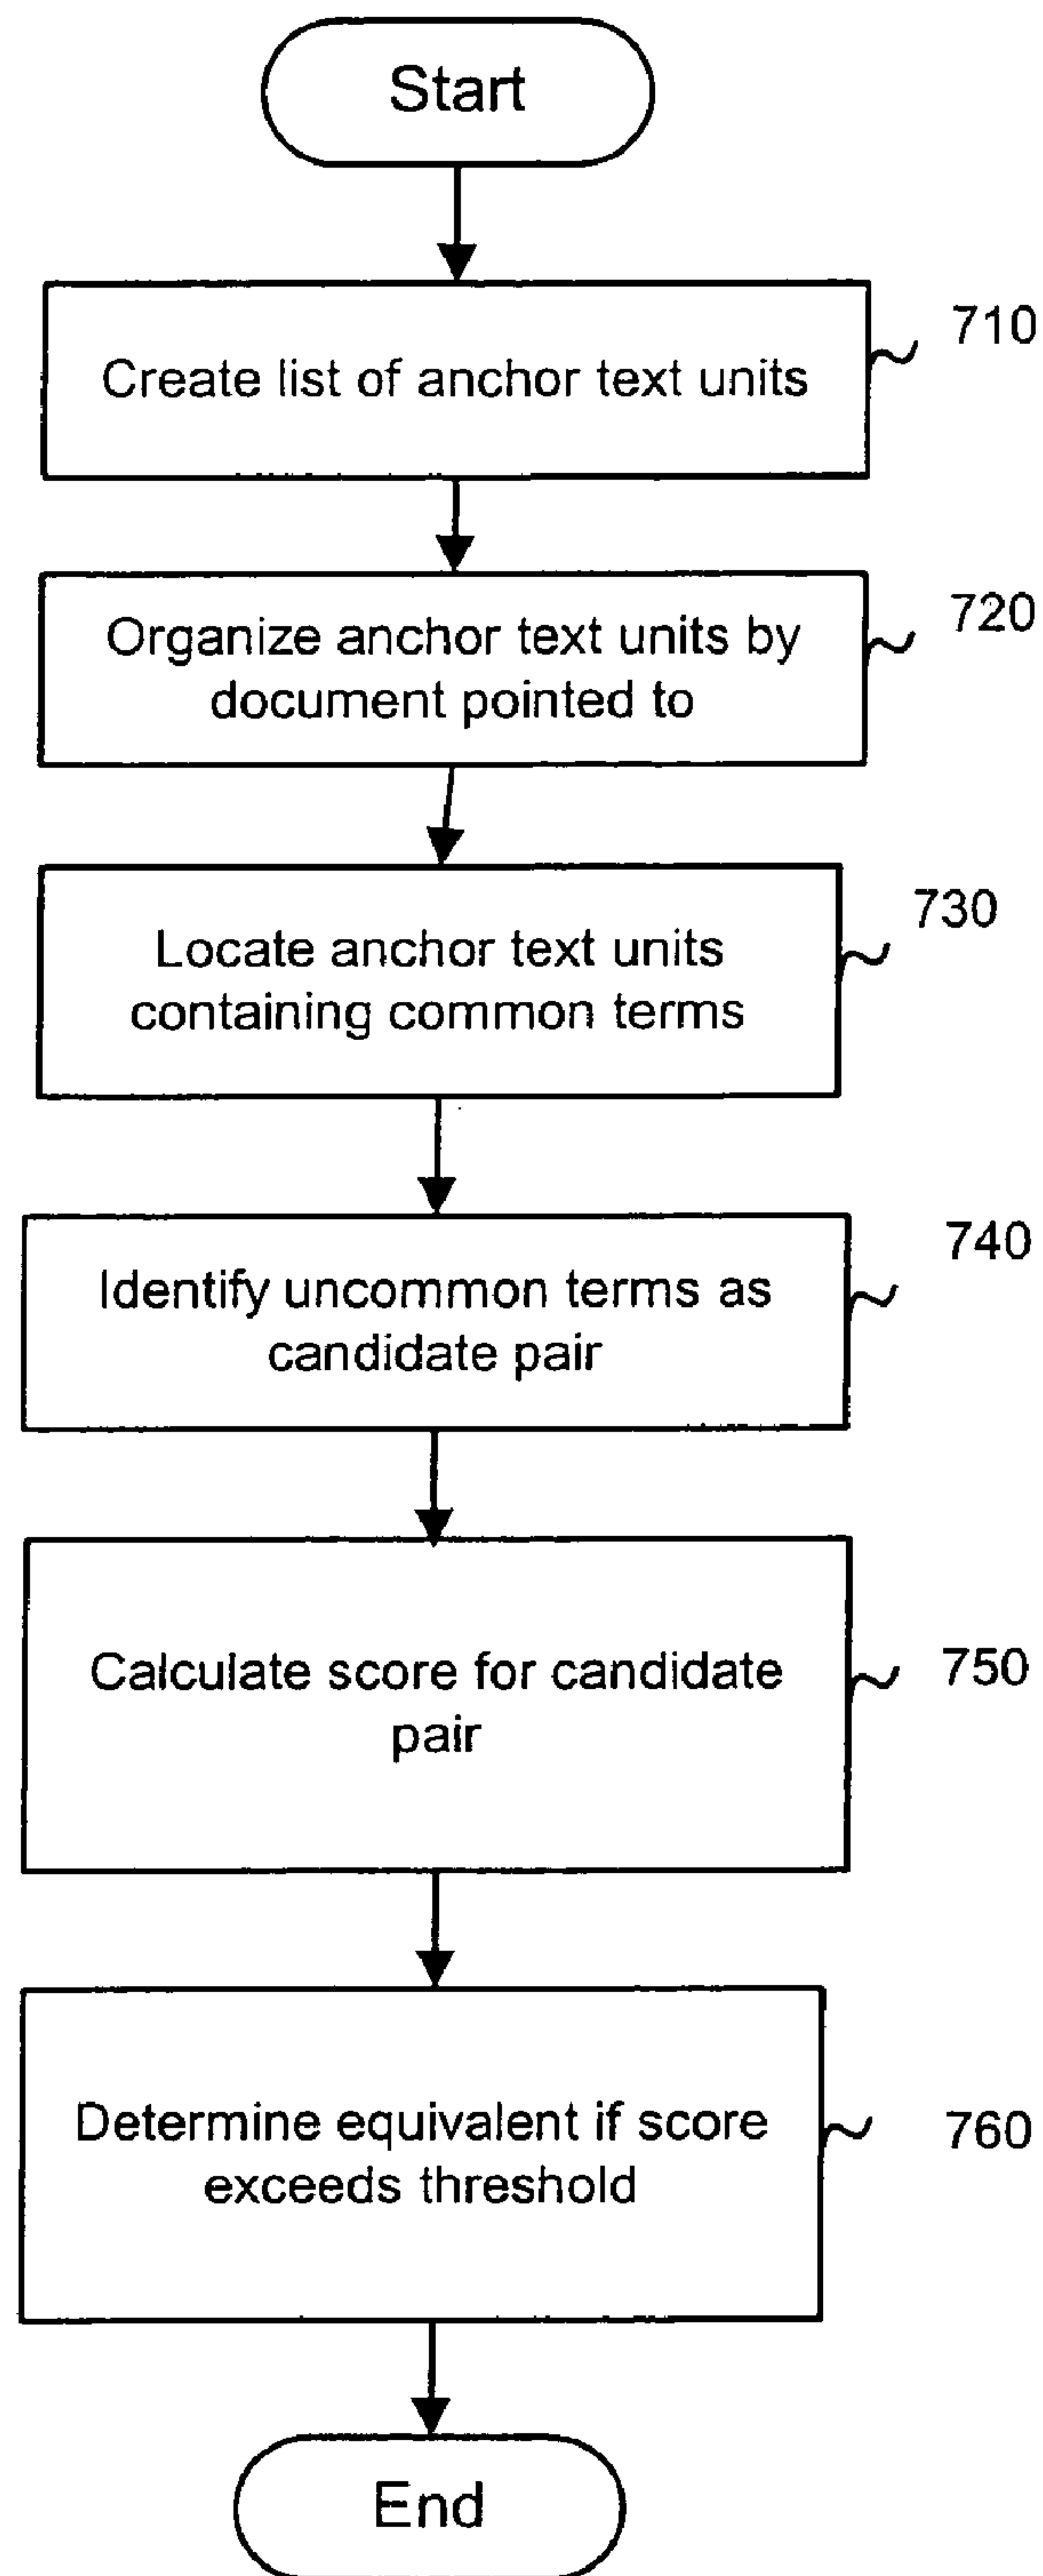 Start
710
Create list of anchor text units
720
Organize anchor text units by
document pointed to
730
Locate anchor text units
containing common terms
740
Identify uncommon terms as
candidate pair
750
Calculate score for candidate
pair
760
Determine equivalent if score
exceeds threshold
End